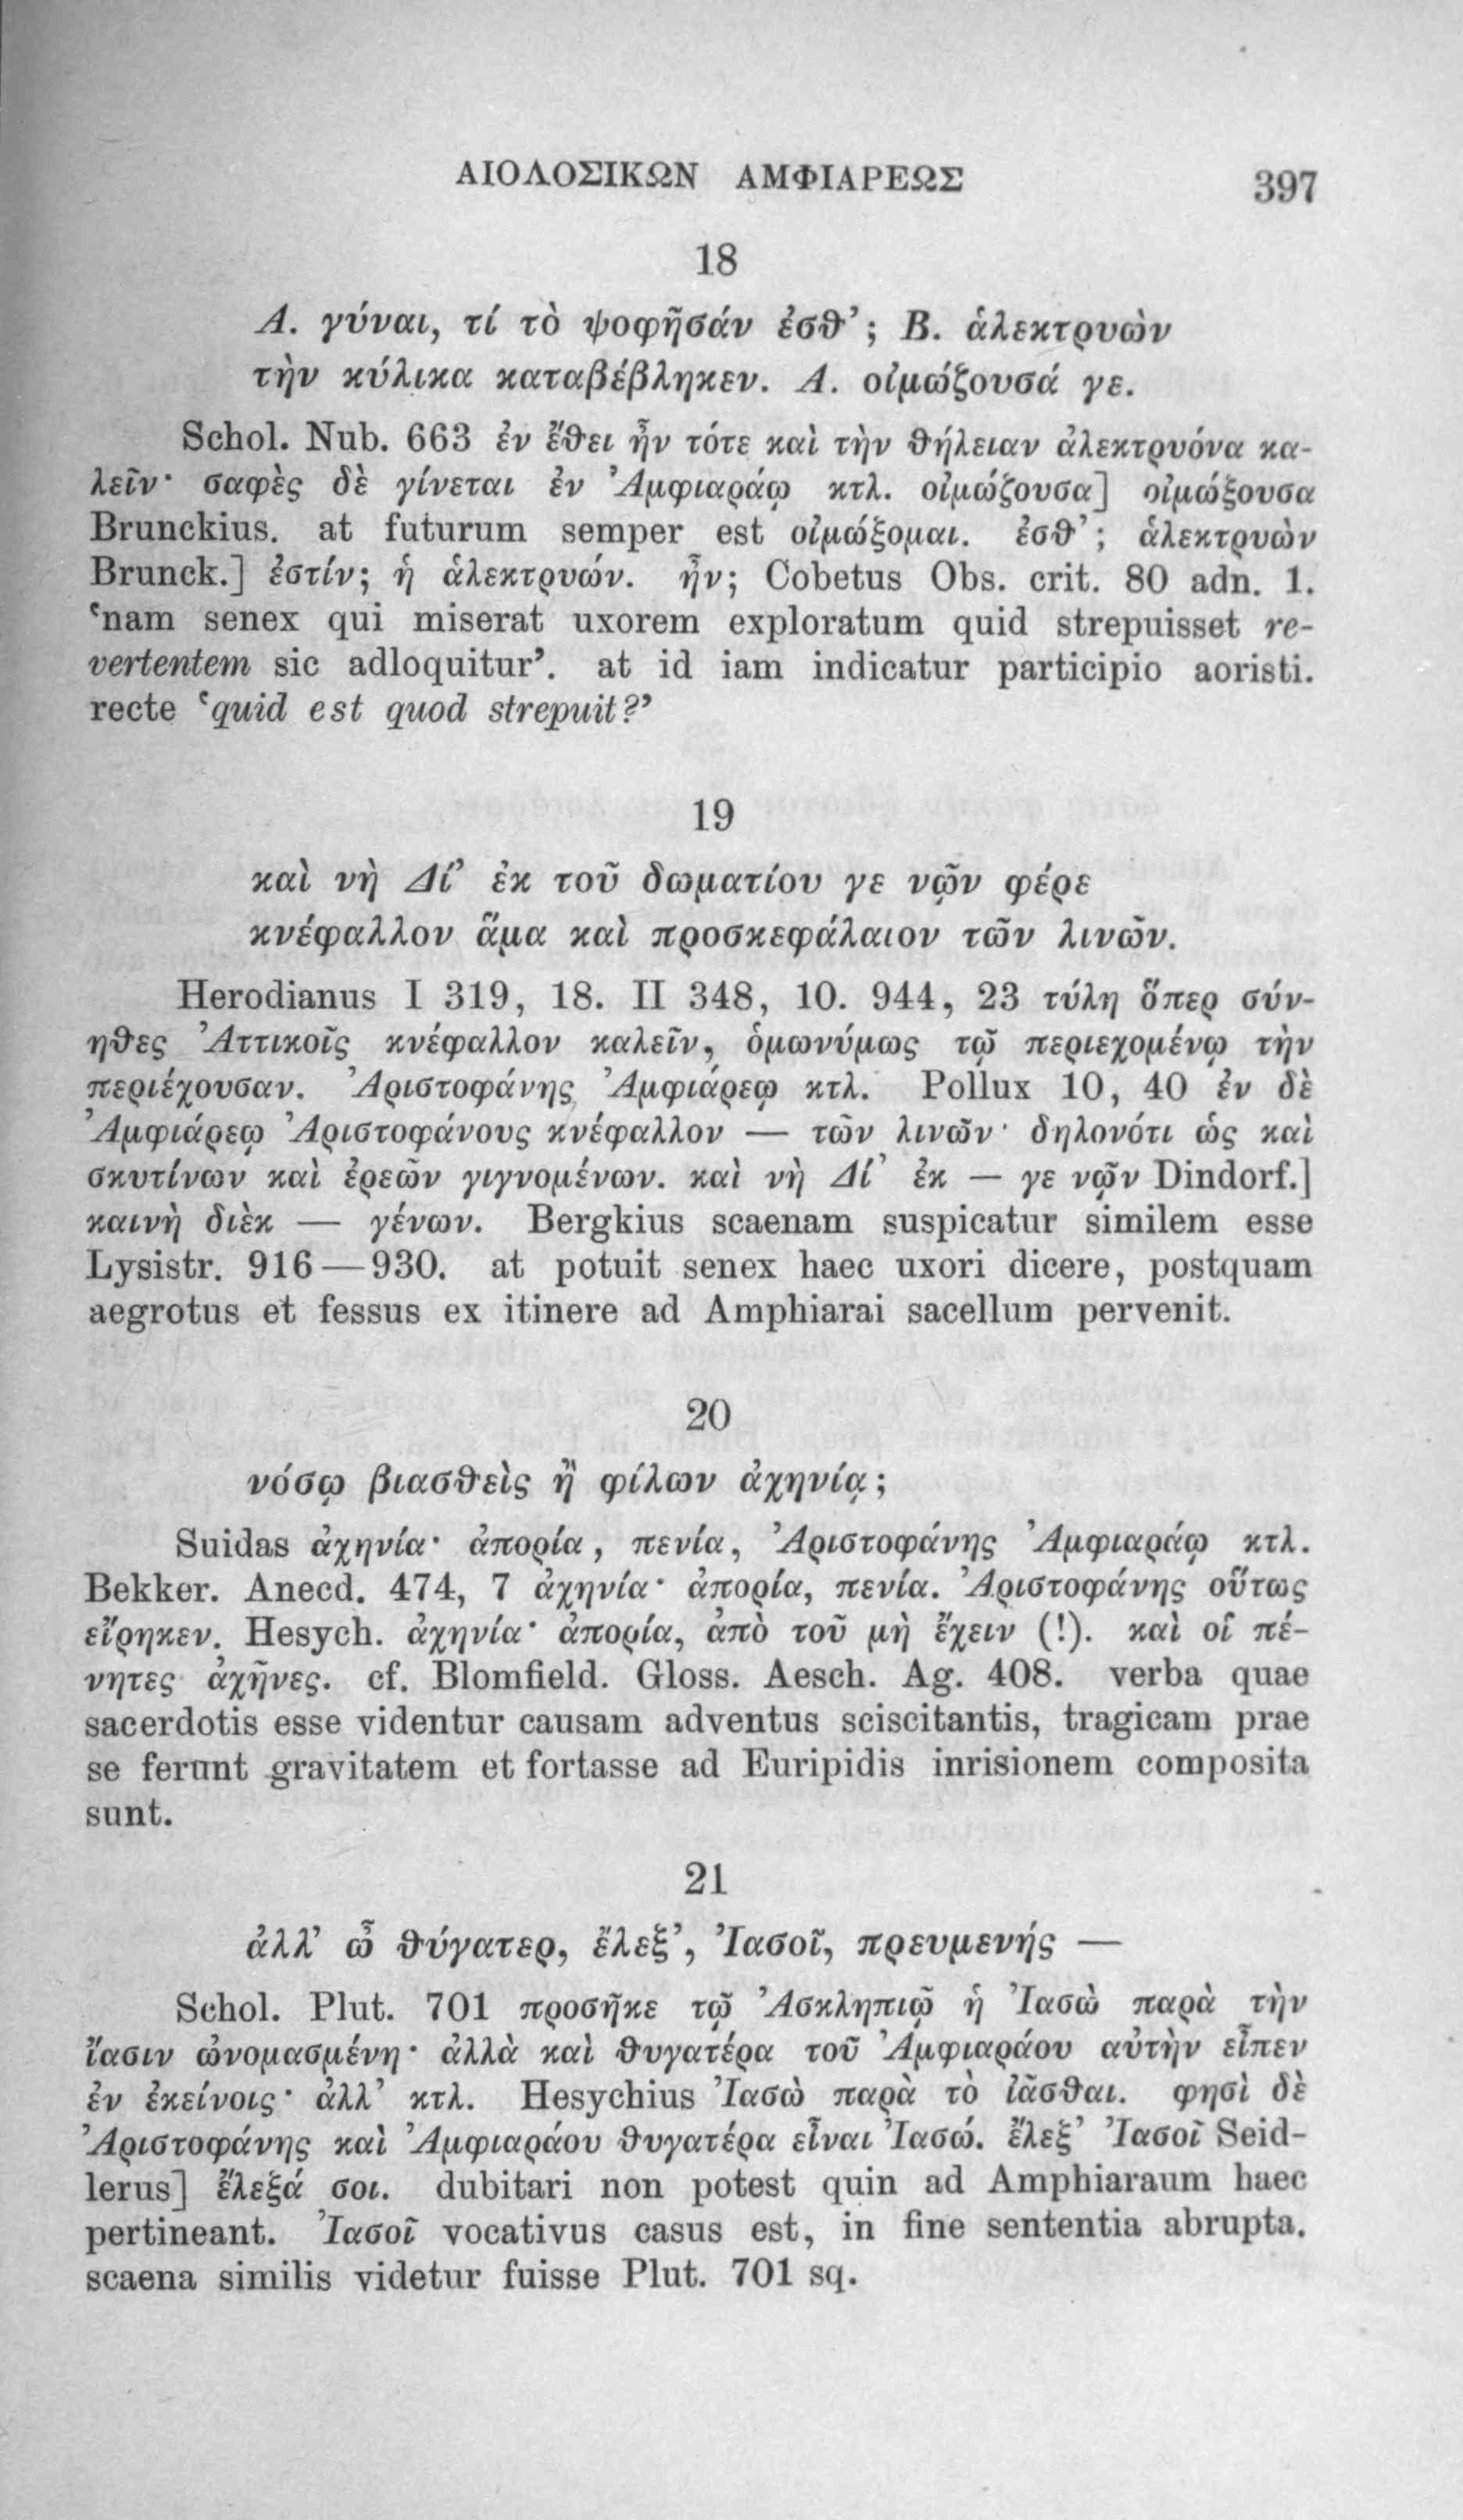 ΑΙΟΛΟΣΙΚΩΝ ΑΜΦΙΑΡΕΩΣ 397
18
Α. γύναι, τί τὸ ψοφῆσάν ἐσθ’; Β. ἁλεκτρυὼν
τὴν κύλικα καταβέβληκεν. Α. οἰμώζουσά γε.
Schol. Nub. 663 ἐν ἔθει ἦν τότε καὶ τὴν θήλειαν ἀλεκτρυόνα κα-
λεῖν· σαφὲς δὲ γίνεται ἐν Ἀμφιαράῳ κτλ. οἰμώζουσα] οἰμώξουσα
Brunckius. at futurum semper est οἰμώξομαι. ἐσθ’; ἁλεκτρυὼν
Brunck.] ἐστίν; ἡ ἀλεκτρυών. ἦν; Cobetus Obs. crit. 80 adn. 1.
‘nam senex qui miserat uxorem exploratum quid strepuisset re-
vertentem sic adloquitur’. at id iam indicatur participio aoristi.
recte ‘quid est quod strepuit?’
19
καὶ νὴ Δί’ ἐκ τοῦ δωματίου γε νῷν φέρε
κνέφαλλον ἅμα καὶ προσκεφάλαιον τῶν λινῶν.
Herodianus I 319, 18. II 348, 10. 944, 23 τύλη ὅπερ σύν-
ηθες Ἀττικοῖς κνέφαλλον καλεῖν, ὁμωνύμως τῷ περιεχομένῳ τὴν
περιέχουσαν. Ἀριστοφάνης Ἀμφιάρεῳ κτλ. Pollux 10, 40 ἐν δὲ
Ἀμφιάρεῳ Ἀριστοφάνους κνέφαλλον — τῶν λινῶν· δηλονότι ὡς καὶ
σκυτίνων καὶ ἐρεῶν γιγνομένων. καὶ νὴ Δί’ ἐκ — γε νῷν Dindorf.]
καινὴ διὲκ — γένων. Bergkius scaenam suspicatur similem esse
Lysistr. 916—930. at potuit senex haec uxori dicere, postquam
aegrotus et fessus ex itinere ad Amphiarai sacellum pervenit.
20
νόσῳ βιασθεὶς ἢ φίλων ἀχηνίᾳ;
Suidas ἀχηνία· ἀπορία, πενία, Ἀριστοφάνης Ἀμφιαράῳ κτλ.
Bekker. Anecd. 474, 7 ἀχηνία· ἀπορία, πενία. Ἀριστοφάνης οὕτως
εἴρηκεν. Hesych. ἀχηνία· ἀπορία, ἀπὸ τοῦ μὴ ἔχειν (!). καὶ οἱ πέ-
νητες ἀχῆνες. cf. Blomfield. Gloss. Aesch. Ag. 408. verba quae
sacerdotis esse videntur causam adventus sciscitantis, tragicam prae
se ferunt gravitatem et fortasse ad Euripidis inrisionem composita
sunt.
21
ἀλλ’ ὦ θύγατερ, ἔλεξ’, Ἰασοῖ, πρευμενής —
Schol. Plut. 701 προσῆκε τῷ Ἀσκληπιῷ ἡ Ἰασὼ παρὰ τὴν
ἴασιν ὠνομασμένη· ἀλλὰ καὶ θυγατέρα τοῦ Ἀμφιαράου αὐτὴν εἶπεν
ἐν ἐκείνοις· ἀλλ’ κτλ. Hesychius Ἰασὼ παρὰ τὸ ἰᾶσθαι. φησὶ δὲ
Ἀριστοφάνης καὶ Ἀμφιαράου θυγατέρα εἶναι Ἰασώ. ἔλεξ’ Ἰασοῖ Seid-
lerus] ἔλεξά σοι. dubitari non potest quin ad Amphiaraum haec
pertineant. Ἰασοῖ vocativus casus est, in fine sententia abrupta.
scaena similis videtur fuisse Plut. 701 sq.